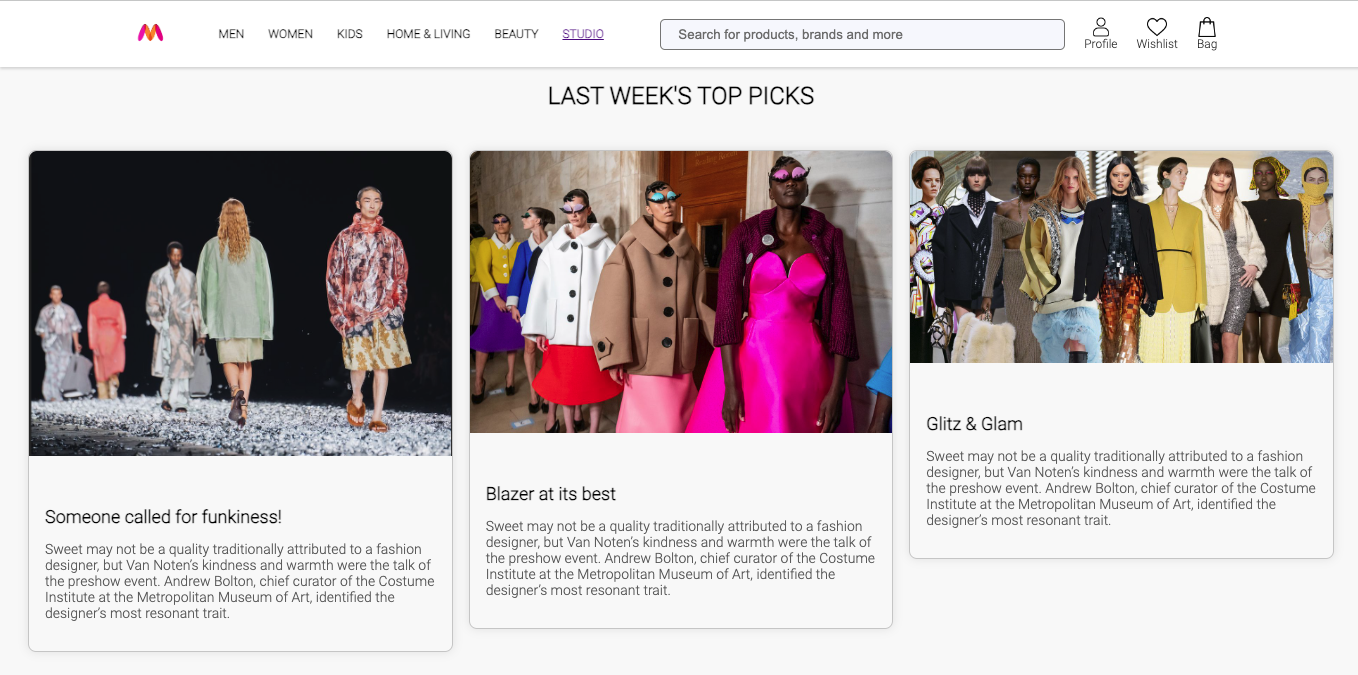 MEN WOMEN KIDS HOME & LIVING BEAUTY STUDIO Search for products, brands and more
Profile Wishlist Bag
LAST WEEK'S TOP PICKS
Someone called for funkiness!
Sweet may not be a quality traditionally attributed to a fashion
designer, but Van Noten’s kindness and warmth were the talk of
the preshow event. Andrew Bolton, chief curator of the Costume
Institute at the Metropolitan Museum of Art, identified the
designer’s most resonant trait.
Blazer at its best
Sweet may not be a quality traditionally attributed to a fashion
designer, but Van Noten’s kindness and warmth were the talk of
the preshow event. Andrew Bolton, chief curator of the Costume
Institute at the Metropolitan Museum of Art, identified the
designer’s most resonant trait.
Glitz & Glam
Sweet may not be a quality traditionally attributed to a fashion
designer, but Van Noten’s kindness and warmth were the talk of
the preshow event. Andrew Bolton, chief curator of the Costume
Institute at the Metropolitan Museum of Art, identified the
designer’s most resonant trait.